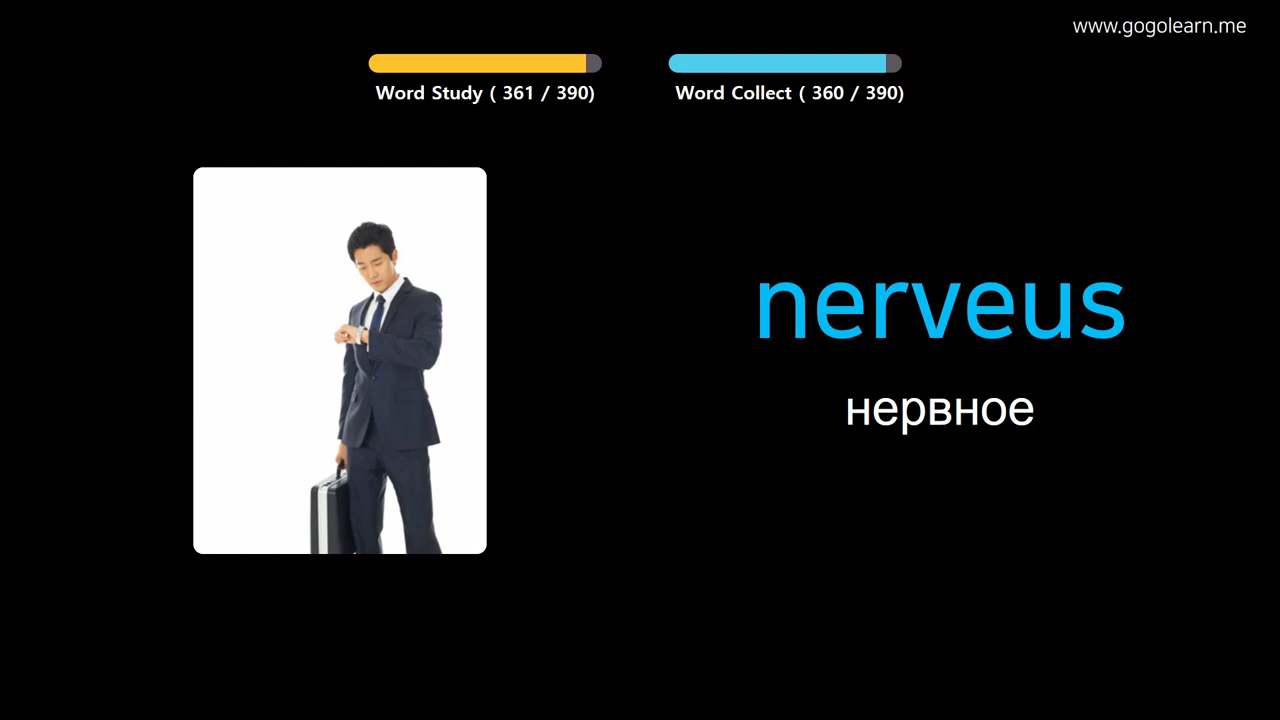 www.gogolearn.me
Word Study ( 361 / 390)
Word Collect ( 360 / 390)
nerveus
нервное